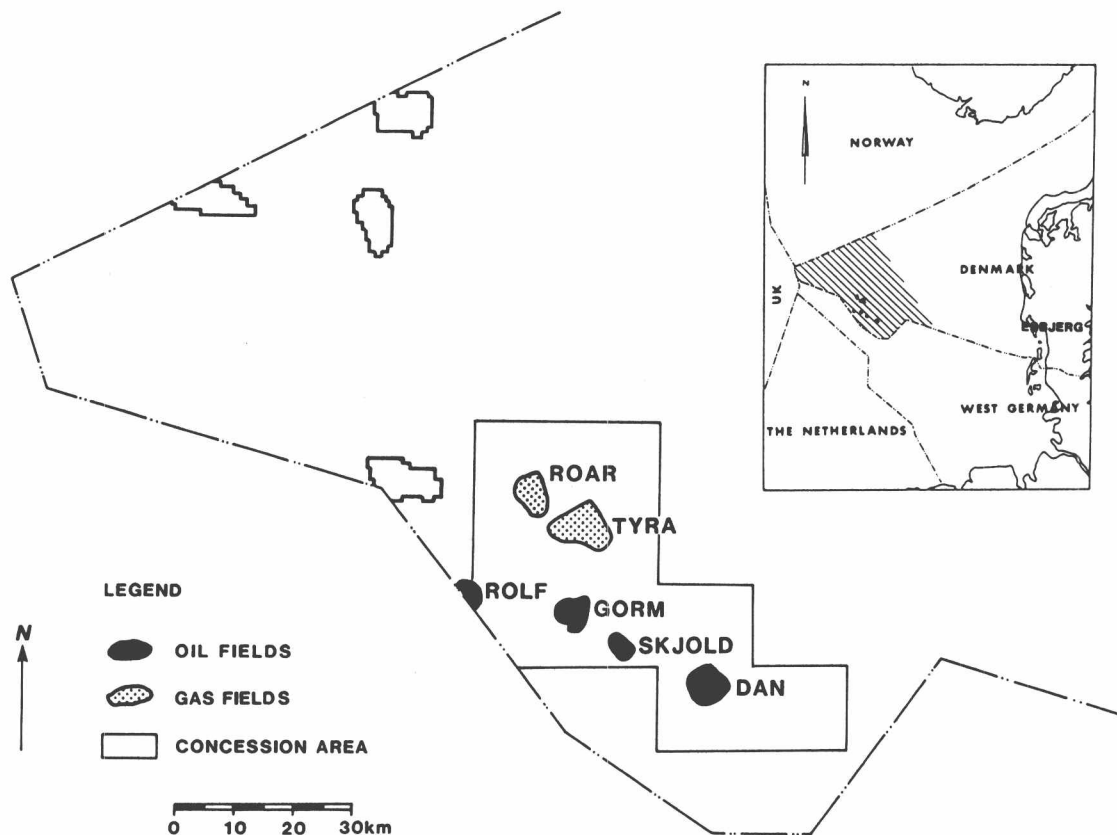 N
NORWAY
DENMARK
UK
ESBJERG
WEST GERMANY
THE NETHERLANDS
ROAR
TYRA
ROLF
GORM
SKJOLD
DAN
LEGEND
N
OIL FIELDS
GAS FIELDS
CONCESSION AREA
0 10 20 30km